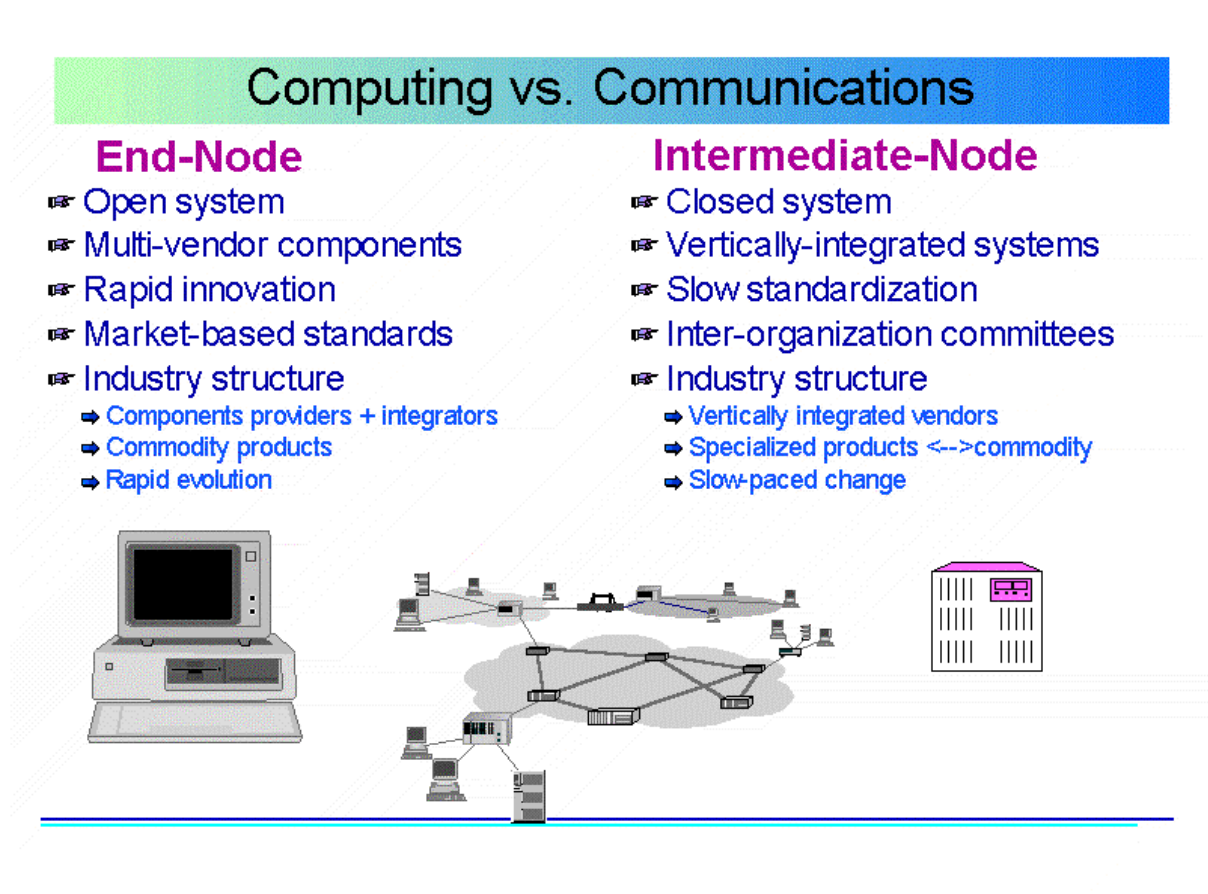 Computing vs. Communications
End-Node
Open system
Multi-vendor components
Rapid innovation
Market-based standards
Industry structure
Components providers + integrators
Commodity products
Rapid evolution
Intermediate-Node
Closed system
Vertically-integrated systems
Slow standardization
Inter-organization committees
Industry structure
Vertically integrated vendors
Specialized products <-->commodity
Slow-paced change